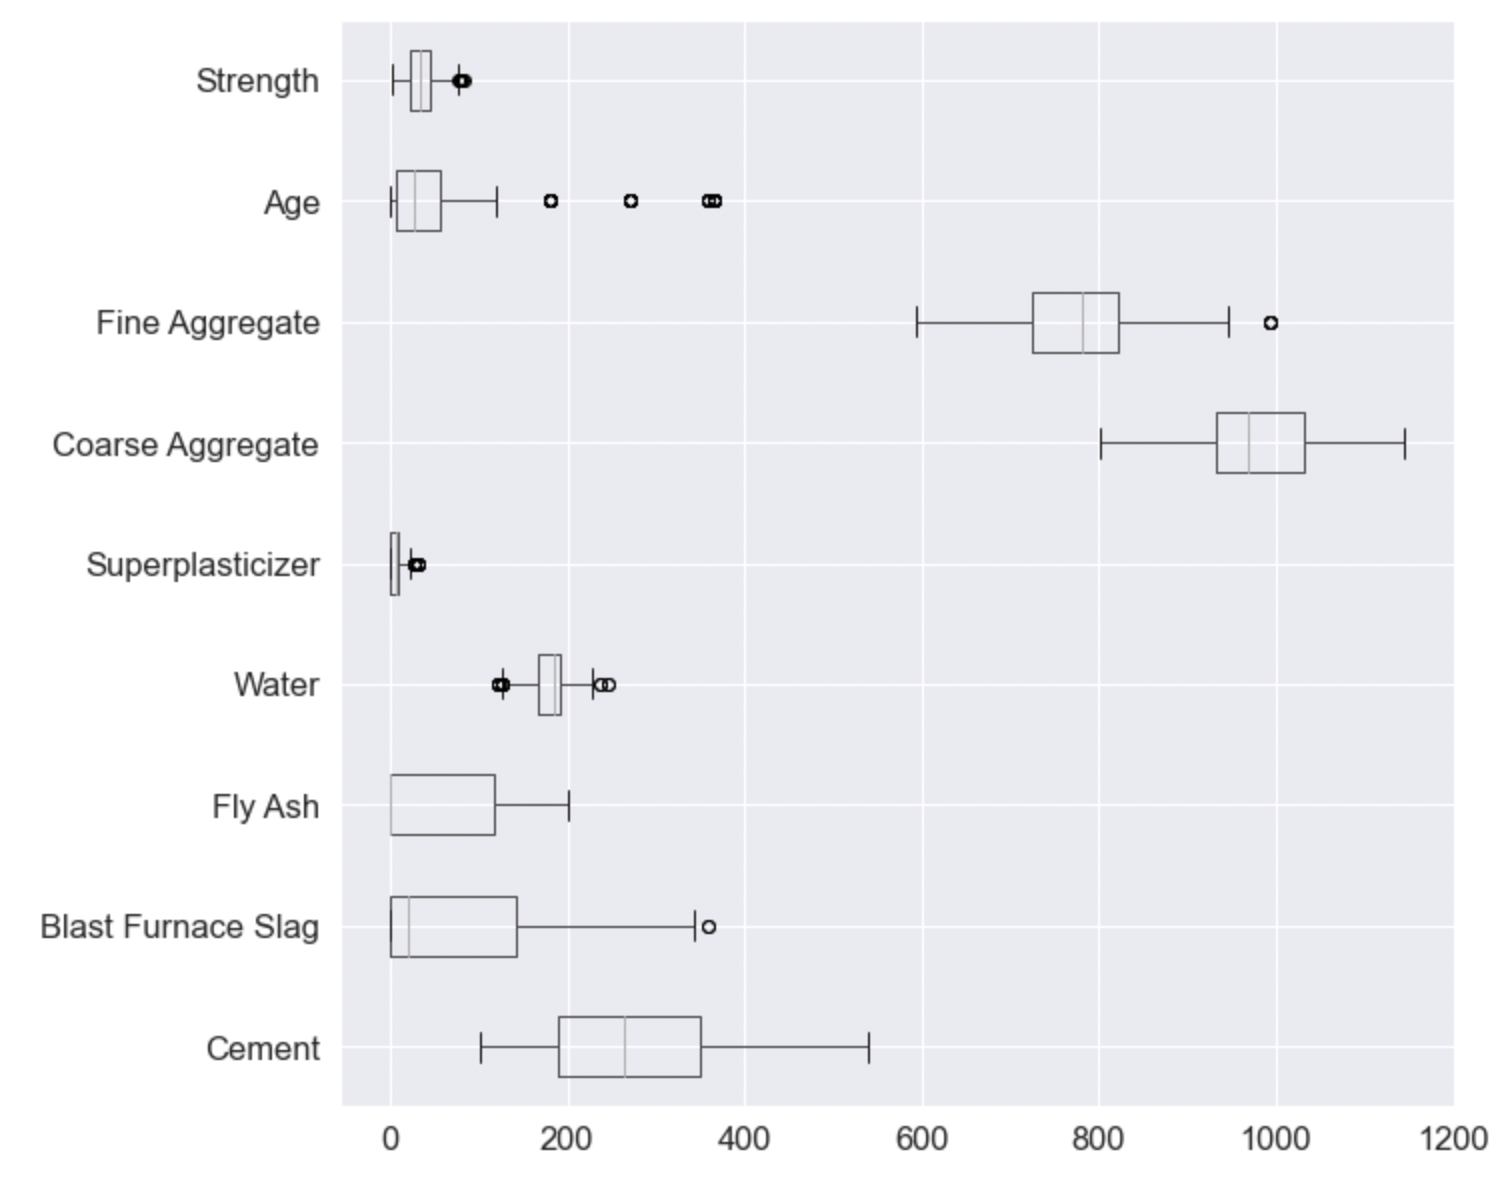 Strength
Age
Fine Aggregate
Coarse Aggregate
Superplasticizer
Water
Fly Ash
Blast Furnace Slag
Cement
0 200 400 600 800 1000 1200